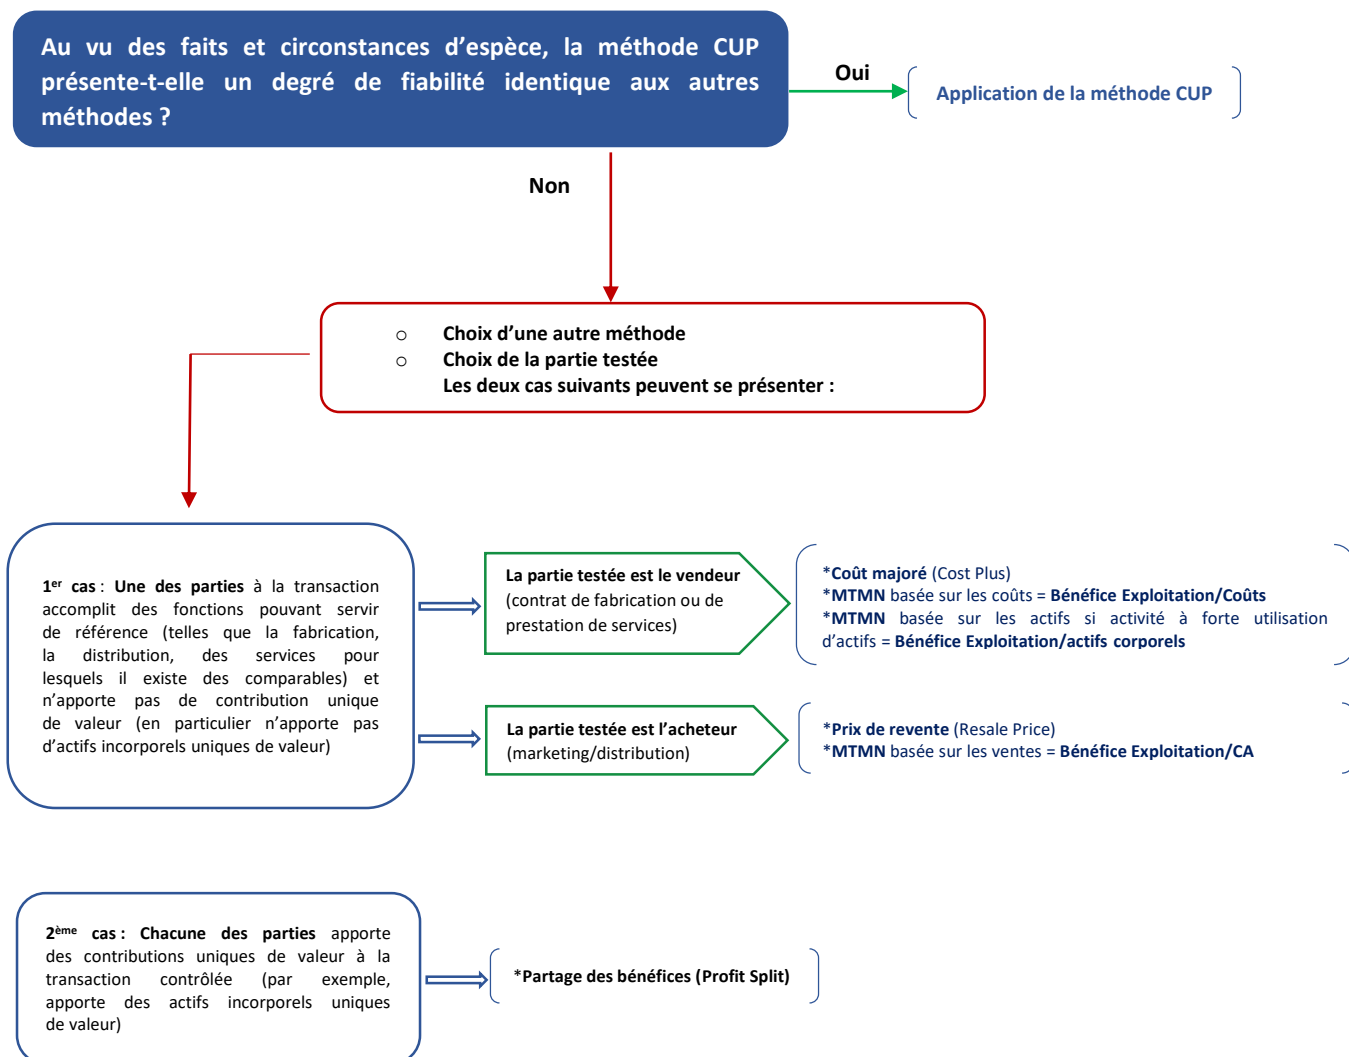 Au vu des faits et circonstances d’espèce, la méthode CUP
présente-t-elle un degré de fiabilité identique aux autres
méthodes ?
Oui
Application de la méthode CUP
Non
o Choix d’une autre méthode
o Choix de la partie testée
Les deux cas suivants peuvent se présenter :
1er cas : Une des parties à la transaction
accomplit des fonctions pouvant servir
de référence (telles que la fabrication,
la distribution, des services pour
lesquels il existe des comparables) et
n’apporte pas de contribution unique
de valeur (en particulier n’apporte pas
d’actifs incorporels uniques de valeur)
La partie testée est le vendeur
(contrat de fabrication ou de
prestation de services)
*Coût majoré (Cost Plus)
*MTMN basée sur les coûts = Bénéfice Exploitation/Coûts
*MTMN basée sur les actifs si activité à forte utilisation
d’actifs = Bénéfice Exploitation/actifs corporels
La partie testée est l’acheteur
(marketing/distribution)
*Prix de revente (Resale Price)
*MTMN basée sur les ventes = Bénéfice Exploitation/CA
2ème cas : Chacune des parties apporte
des contributions uniques de valeur à la
transaction contrôlée (par exemple,
apporte des actifs incorporels uniques
de valeur)
*Partage des bénéfices (Profit Split)